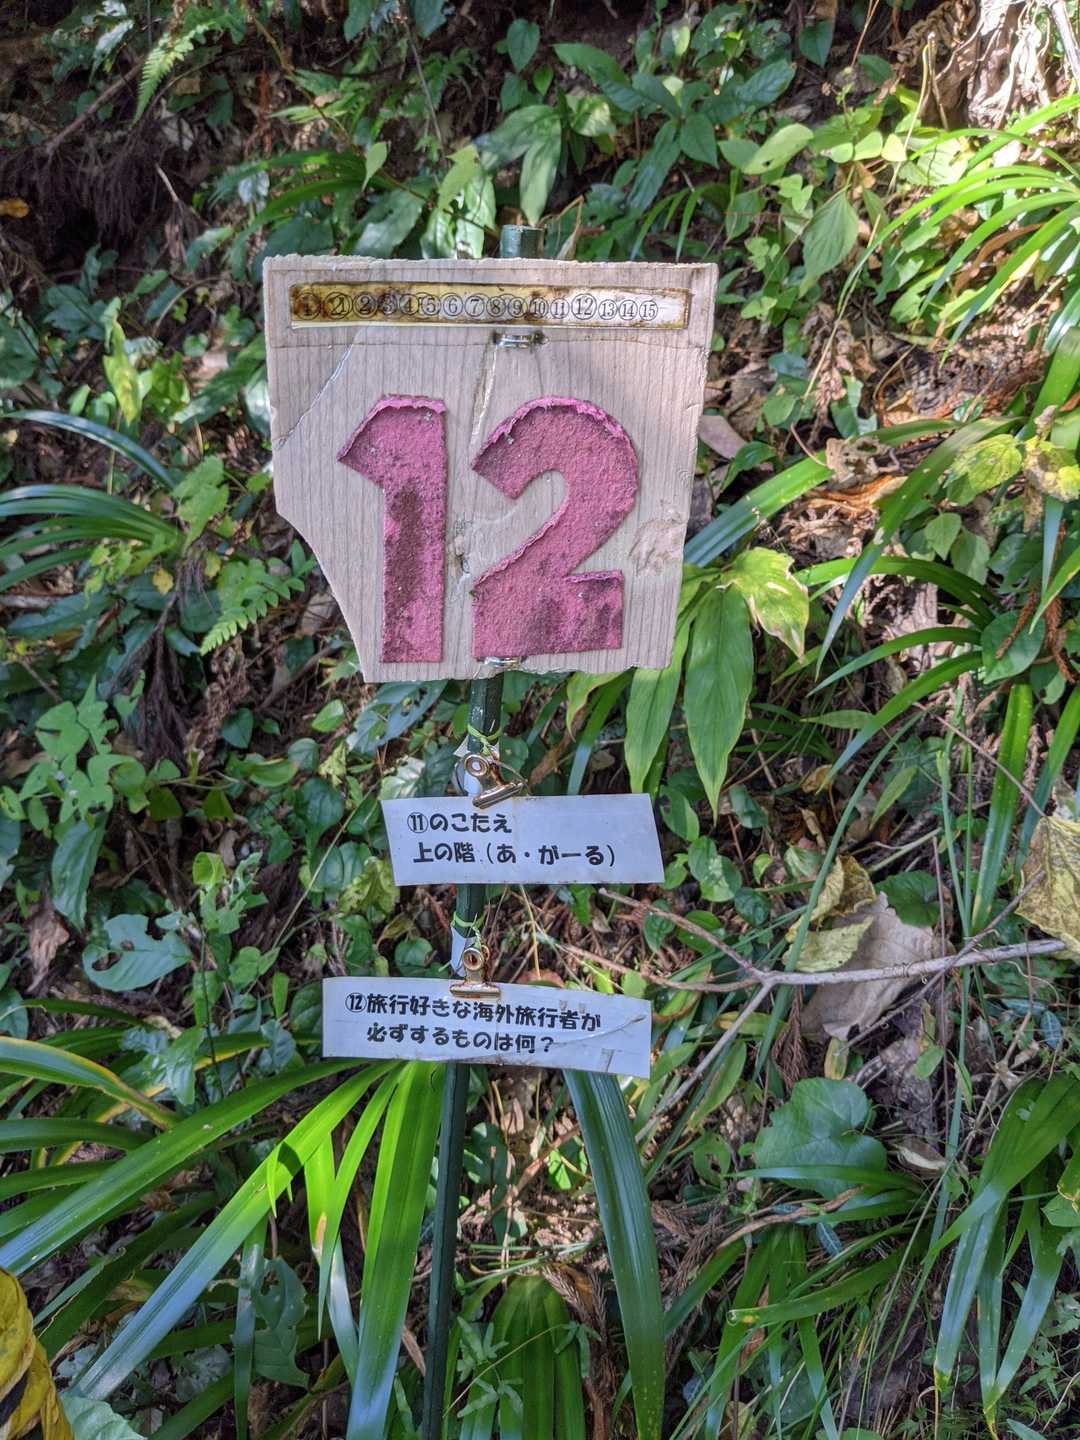 ①②②③④⑤⑥⑦⑧⑨⑩⑪⑫⑬⑭⑮
12
⑪のこたえ
上の階（あ・がーる）
⑫旅行好きな海外旅行者が
必ずするものは何？